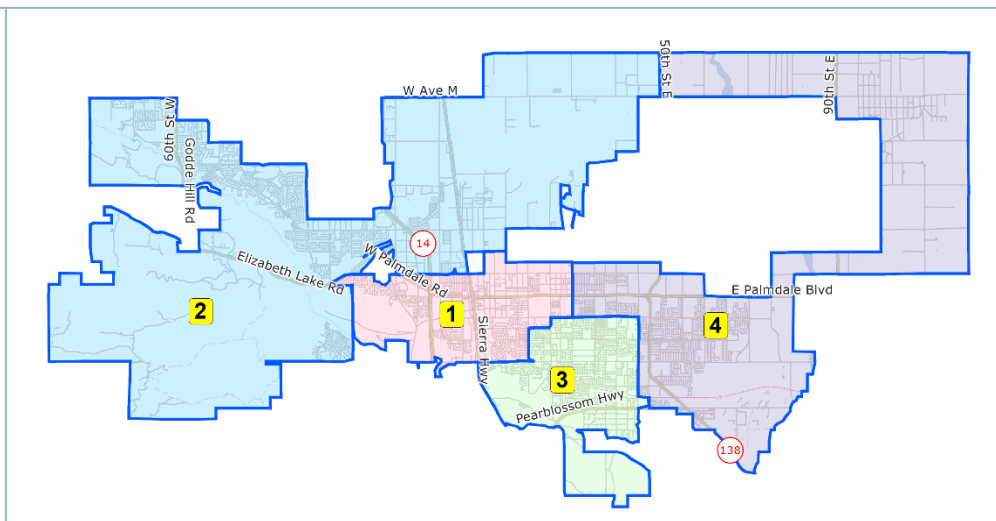 50th St E
90th St E
W Ave M
60th St W
Godde Hill Rd
14
W Palmdale Rd
Elizabeth Lake Rd
E Palmdale Blvd
2
1
4
Sierra Hwy
3
Pearblossom Hwy
138